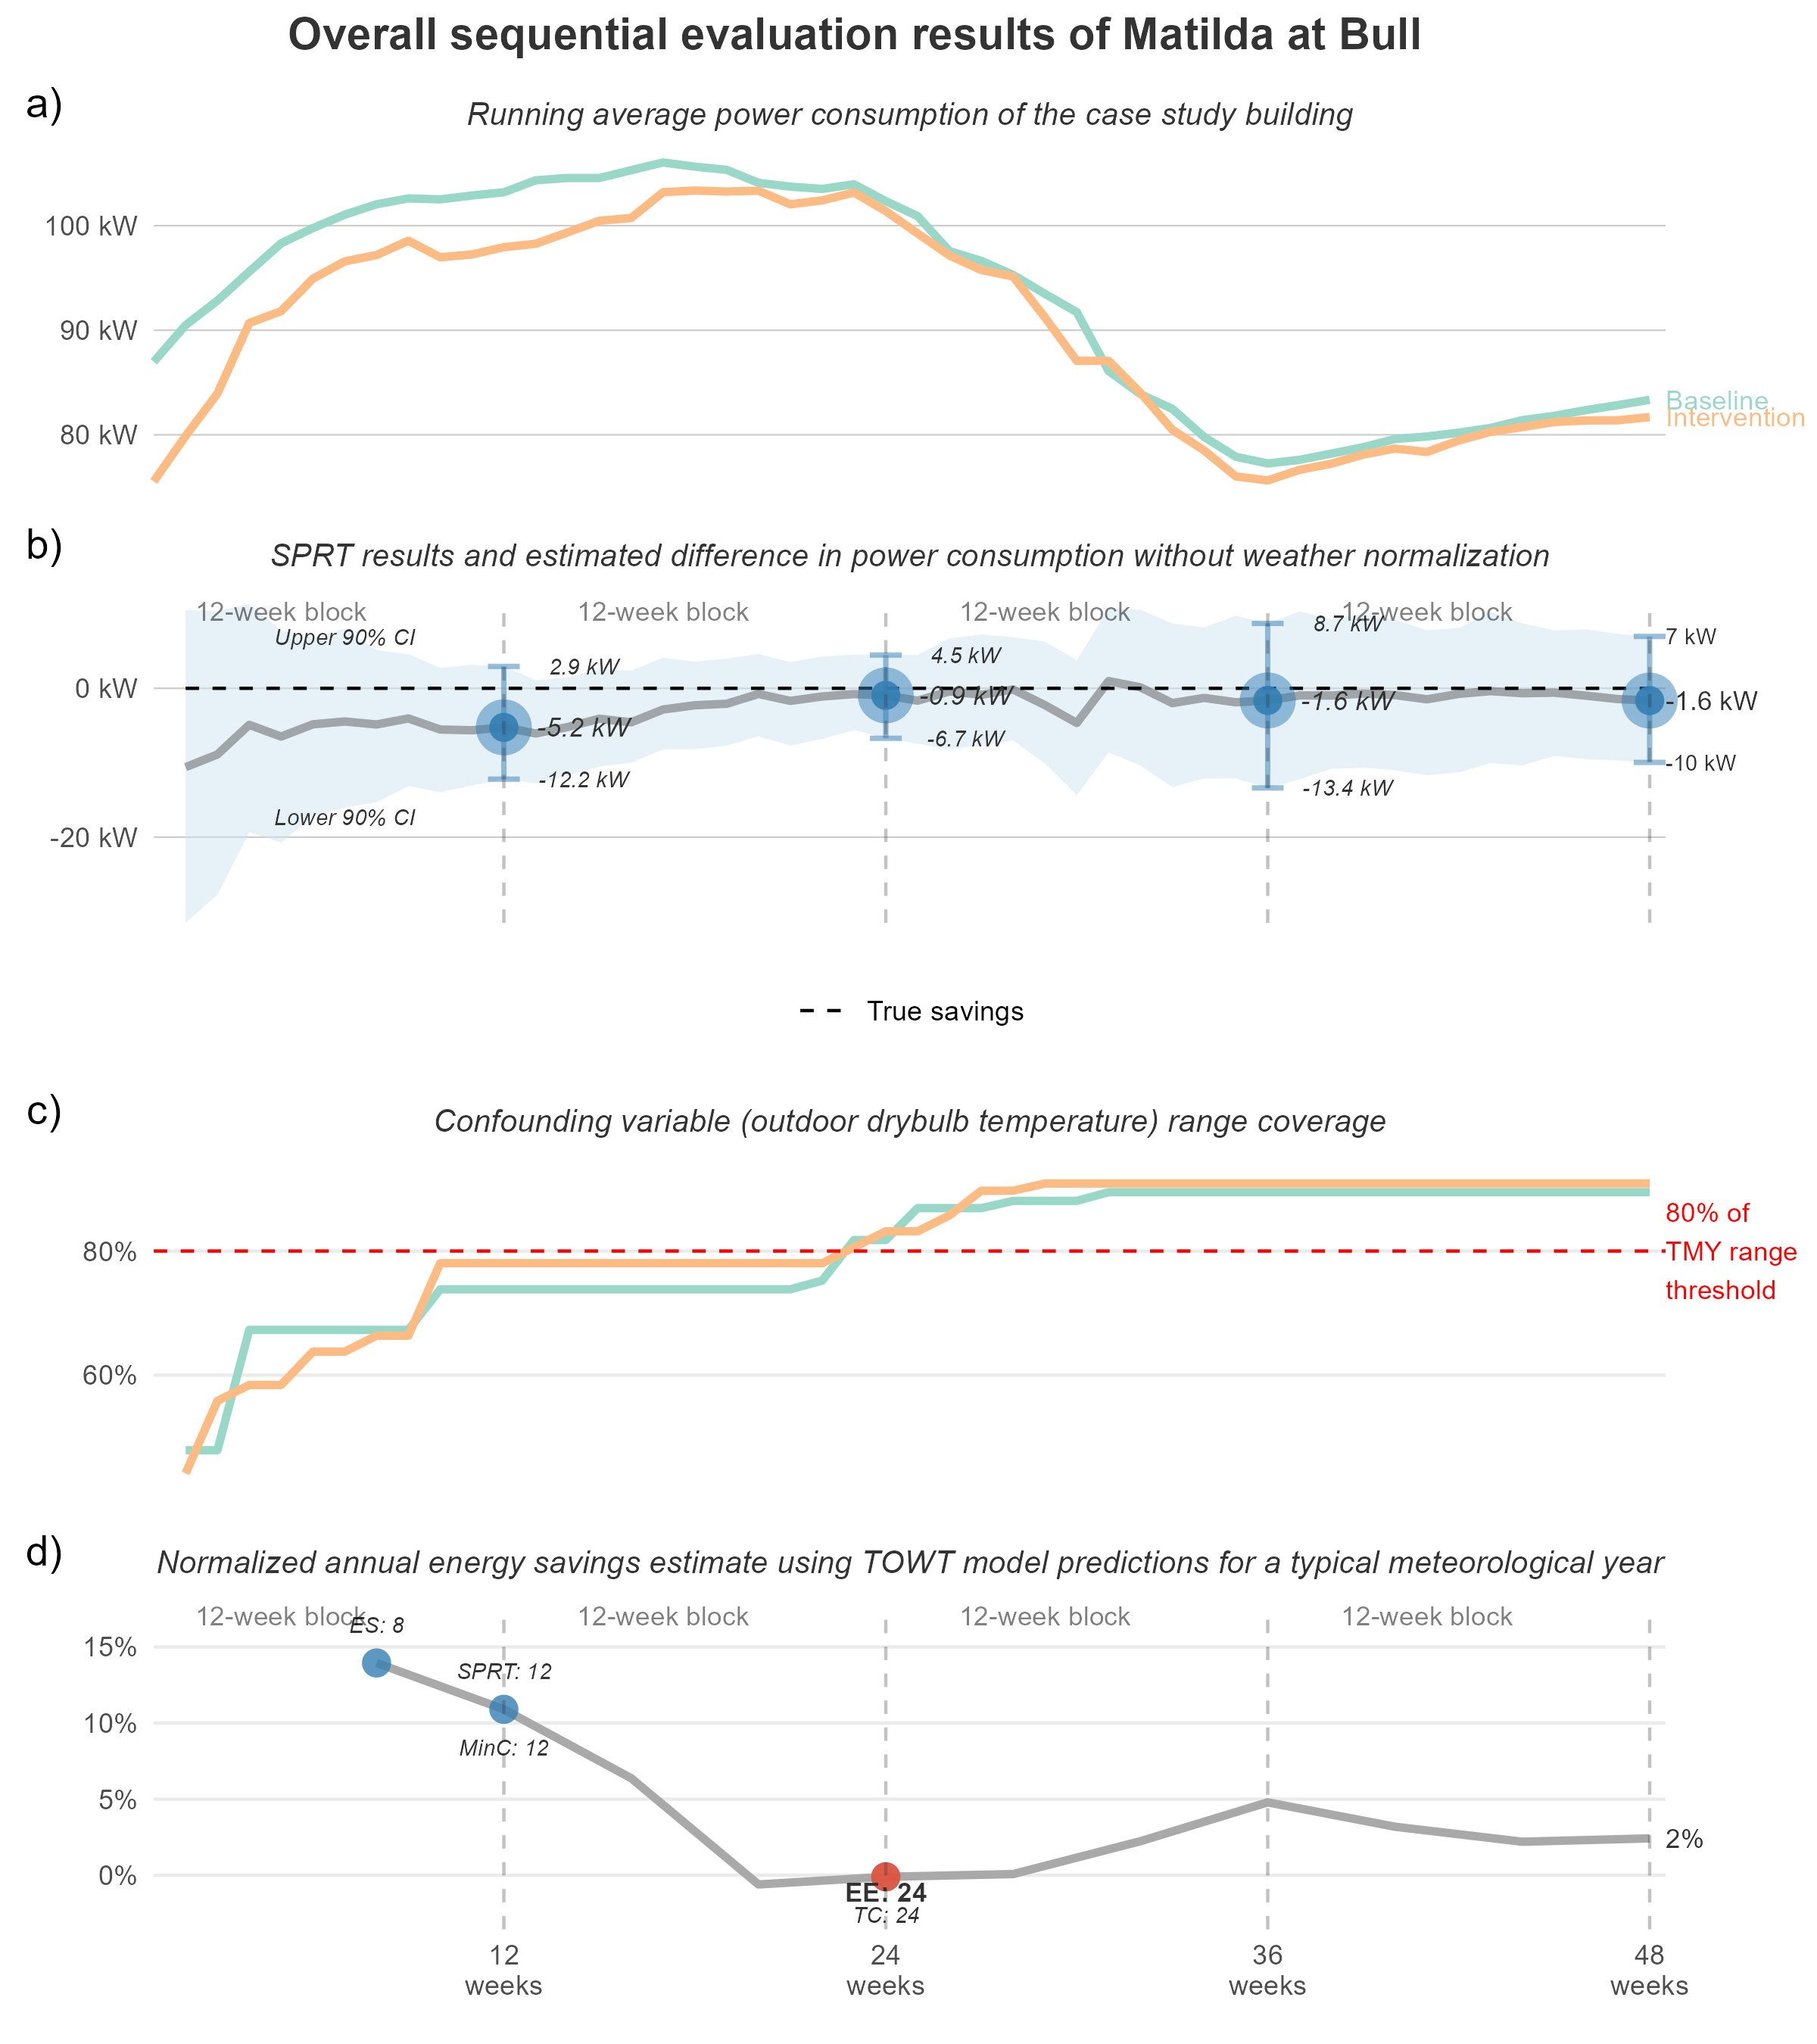 Overall sequential evaluation results of Matilda at Bull
a)
Running average power consumption of the case study building
100 kW
90 kW
80 kW
Baseline
Intervention
b)
SPRT results and estimated difference in power consumption without weather normalization
12-week block 12-week block 12-week block 12-week block
Upper 90% CI
2.9 kW
4.5 kW
8.7 kW
7 kW
0 kW
-5.2 kW
-0.9 kW
-1.6 kW
-1.6 kW
-12.2 kW
-6.7 kW
-13.4 kW
-10 kW
Lower 90% CI
-20 kW
True savings
c)
Confounding variable (outdoor drybulb temperature) range coverage
80%
60%
80% of
TMY range
threshold
d)
Normalized annual energy savings estimate using TOWT model predictions for a typical meteorological year
12-week block 12-week block 12-week block 12-week block
ES: 8
15%
SPRT: 12
10%
MinC: 12
5%
2%
0%
EE: 24
TC: 24
12
weeks
24
weeks
36
weeks
48
weeks